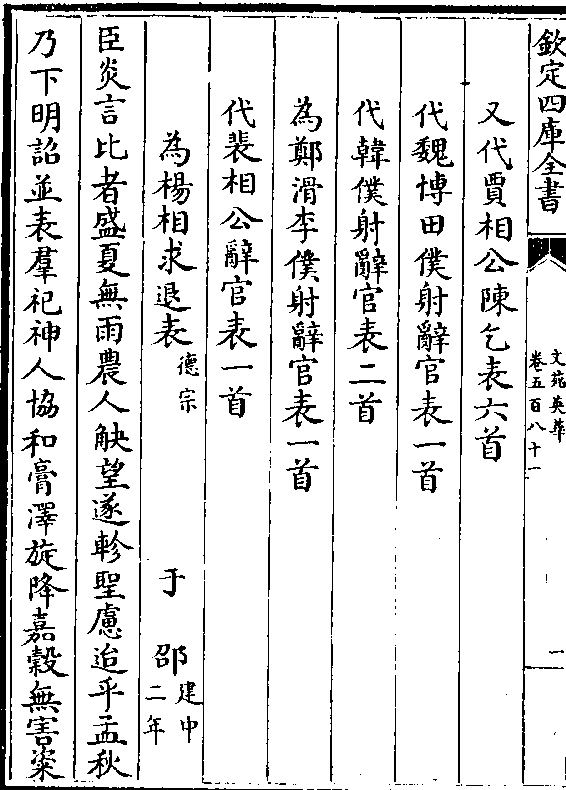 欽定四庫全書
文苑英華
卷五百八十一
二
又代賈相公陳乞表六首
代魏博田僕射辭官表一首
代韓僕射辭官表二首
為鄭滑李僕射辭官表一首
代裴相公辭官表一首
為楊相求退表德宗 于邵建中二年
臣炎言比者盛夏無雨農人觖望遂軫聖慮迨乎孟秋
乃下明詔並表羣祀神人協和膏澤旋降嘉穀無害粢